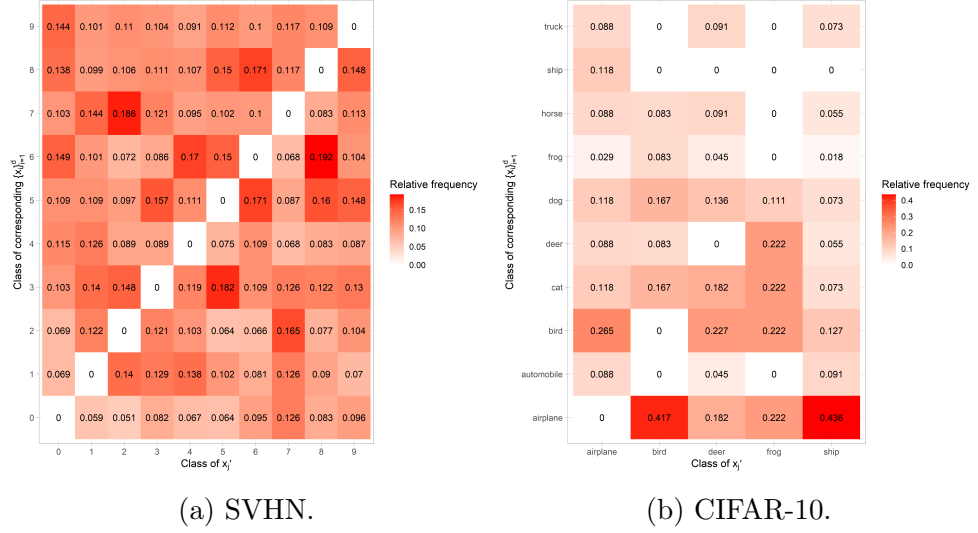 9 0.144 0.101 0.11 0.104 0.091 0.112 0.1 0.117 0.109 0
8 0.138 0.099 0.106 0.111 0.107 0.15 0.171 0.117 0 0.148
7 0.103 0.144 0.186 0.121 0.095 0.102 0.1 0 0.083 0.113
6 0.149 0.101 0.072 0.086 0.17 0.15 0 0.068 0.192 0.104
5 0.109 0.109 0.097 0.157 0.111 0 0.171 0.087 0.16 0.148
4 0.115 0.126 0.089 0.089 0 0.075 0.109 0.068 0.083 0.087
3 0.103 0.14 0.148 0 0.119 0.182 0.109 0.126 0.122 0.13
2 0.069 0.122 0 0.121 0.103 0.064 0.066 0.165 0.077 0.104
1 0.069 0 0.14 0.129 0.138 0.102 0.081 0.126 0.09 0.07
0 0 0.059 0.051 0.082 0.067 0.064 0.095 0.126 0.083 0.096
0 1 2 3 4 5 6 7 8 9
Class of x_j'
Class of corresponding {x_i}_{i=1}^d
Relative frequency
0.15
0.10
0.05
0.00
(a) SVHN.
truck 0.088 0 0.091 0 0.073
ship 0.118 0 0 0 0
horse 0.088 0.083 0.091 0 0.055
frog 0.029 0.083 0.045 0 0.018
dog 0.118 0.167 0.136 0.111 0.073
deer 0.088 0.083 0 0.222 0.055
cat 0.118 0.167 0.182 0.222 0.073
bird 0.265 0 0.227 0.222 0.127
automobile 0.088 0 0.045 0 0.091
airplane 0 0.417 0.182 0.222 0.436
airplane bird deer frog ship
Class of x_j'
Class of corresponding {x_i}_{i=1}^d
Relative frequency
0.4
0.3
0.2
0.1
0.0
(b) CIFAR-10.